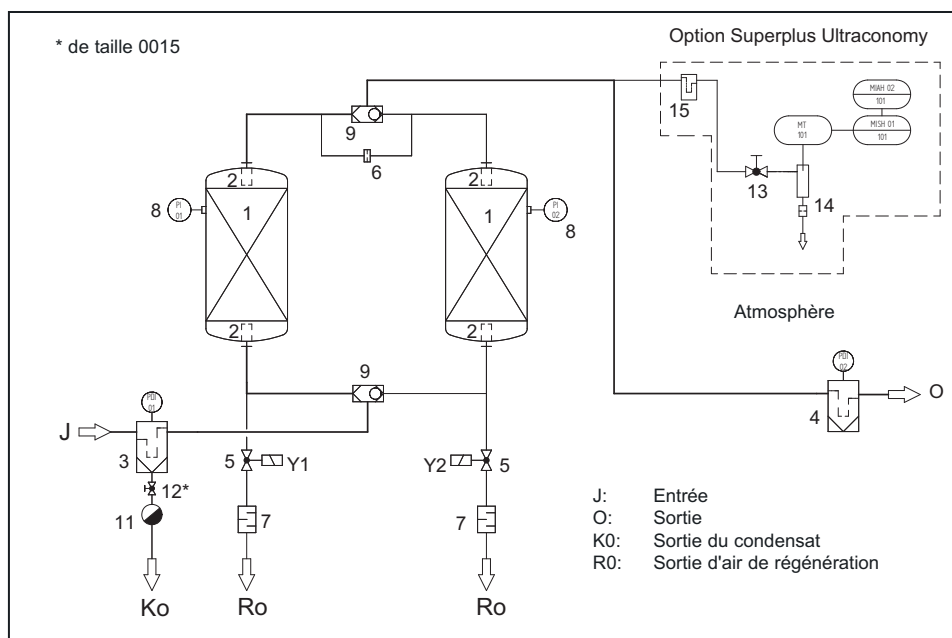 * de taille 0015
Option Superplus Ultraconomy
MIAH 02
101
15
MT
101
MISH 01
101
9
6
2
2
13
14
8
PI
01
1
1
PI
02
8
2
2
Atmosphère
9
PDI
02
O
4
PDI
01
J
3
5
Y1
Y2
5
12*
11
7
7
J: Entrée
O: Sortie
K0: Sortie du condensat
R0: Sortie d'air de régénération
Ko
Ro
Ro